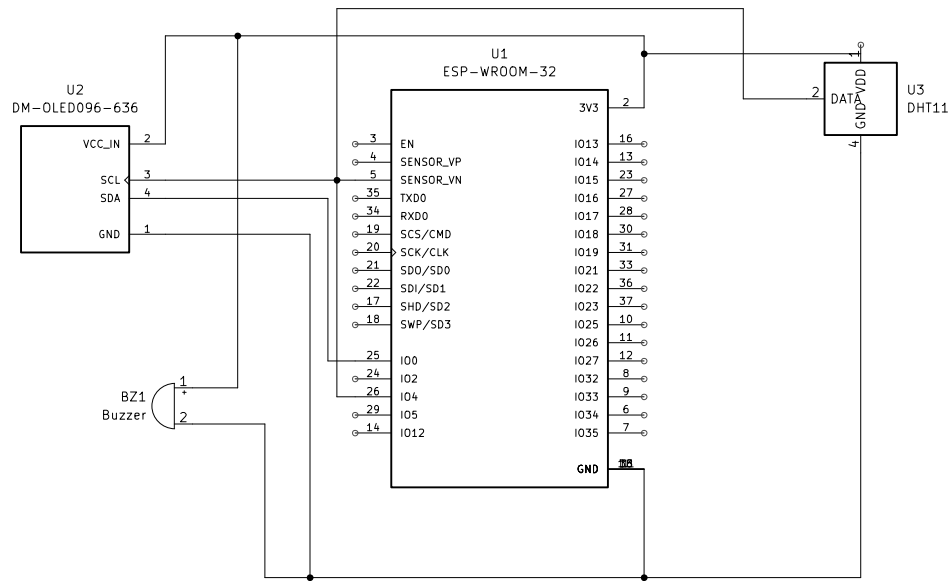 U1
ESP-WROOM-32
3V3 2
3 EN
4 SENSOR_VP
5 SENSOR_VN
35 TXD0
34 RXD0
19 SCS/CMD
20 SCK/CLK
21 SDO/SD0
22 SDI/SD1
17 SHD/SD2
18 SWP/SD3
25 IO0
24 IO2
26 IO4
29 IO5
14 IO12
IO13 16
IO14 13
IO15 23
IO16 27
IO17 28
IO18 30
IO19 31
IO21 33
IO22 36
IO23 37
IO25 10
IO26 11
IO27 12
IO32 8
IO33 9
IO34 6
IO35 7
GND
U2
DM-OLED096-636
VCC_IN 2
SCL 3
SDA 4
GND 1
BZ1
Buzzer
1
+
2
U3
DHT11
1
VDD
2 DATA
GND
4